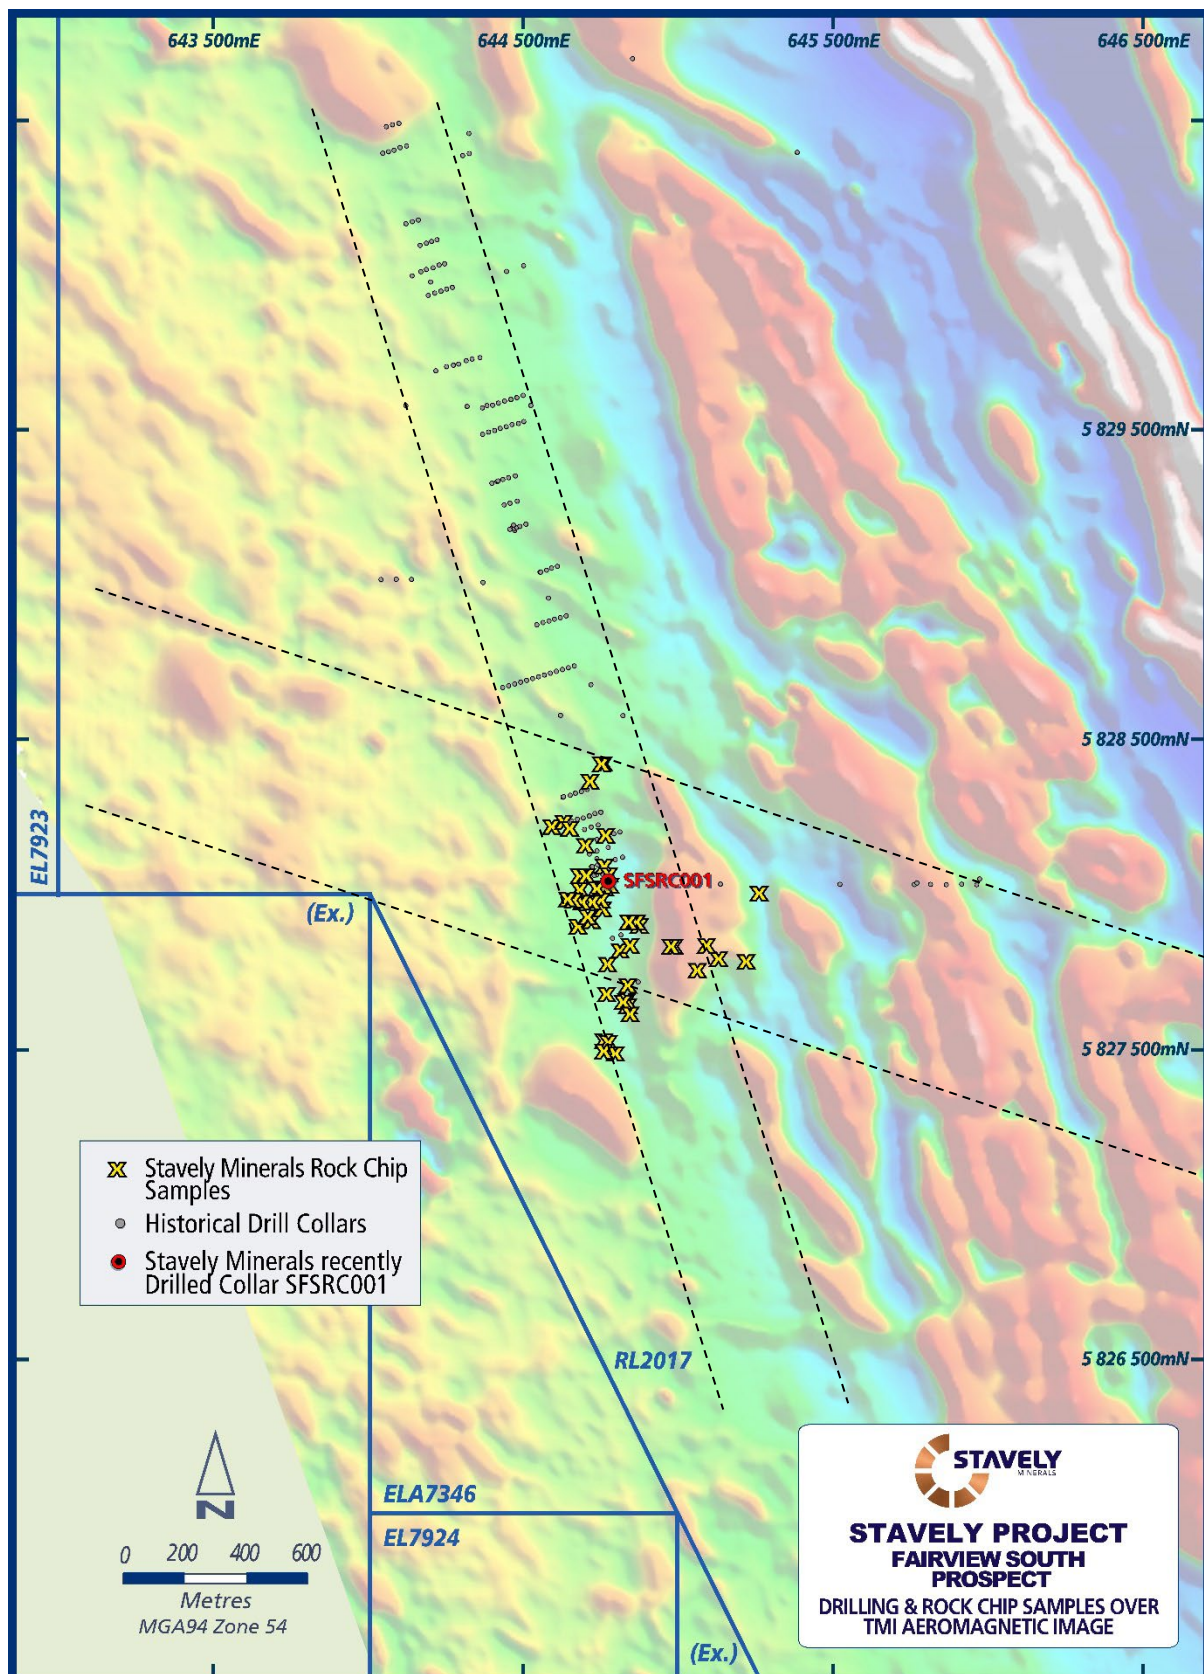 643 500mE
644 500mE
645 500mE
646 500mE
5 829 500mN
5 828 500mN
EL7923
SFSRC001
(Ex.)
5 827 500mN
Stavely Minerals Rock Chip
Samples
Historical Drill Collars
Stavely Minerals recently
Drilled Collar SFSRC001
RL2017
5 826 500mN
N
ELA7346
EL7924
0 200 400 600
Metres
MGA94 Zone 54
(Ex.)
STAVELY
MINERALS
STAVELY PROJECT
FAIRVIEW SOUTH
PROSPECT
DRILLING & ROCK CHIP SAMPLES OVER
TMI AEROMAGNETIC IMAGE